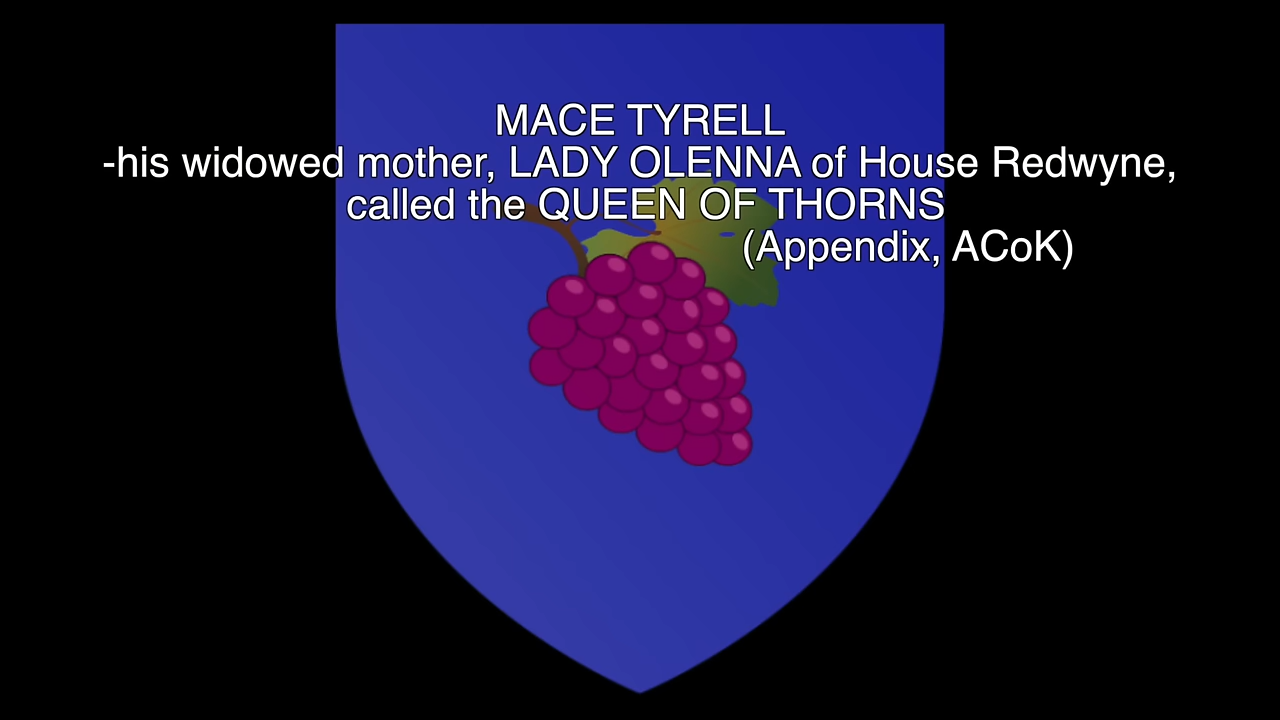 MACE TYRELL
-his widowed mother, LADY OLENNA of House Redwyne,
called the QUEEN OF THORNS
(Appendix, ACoK)